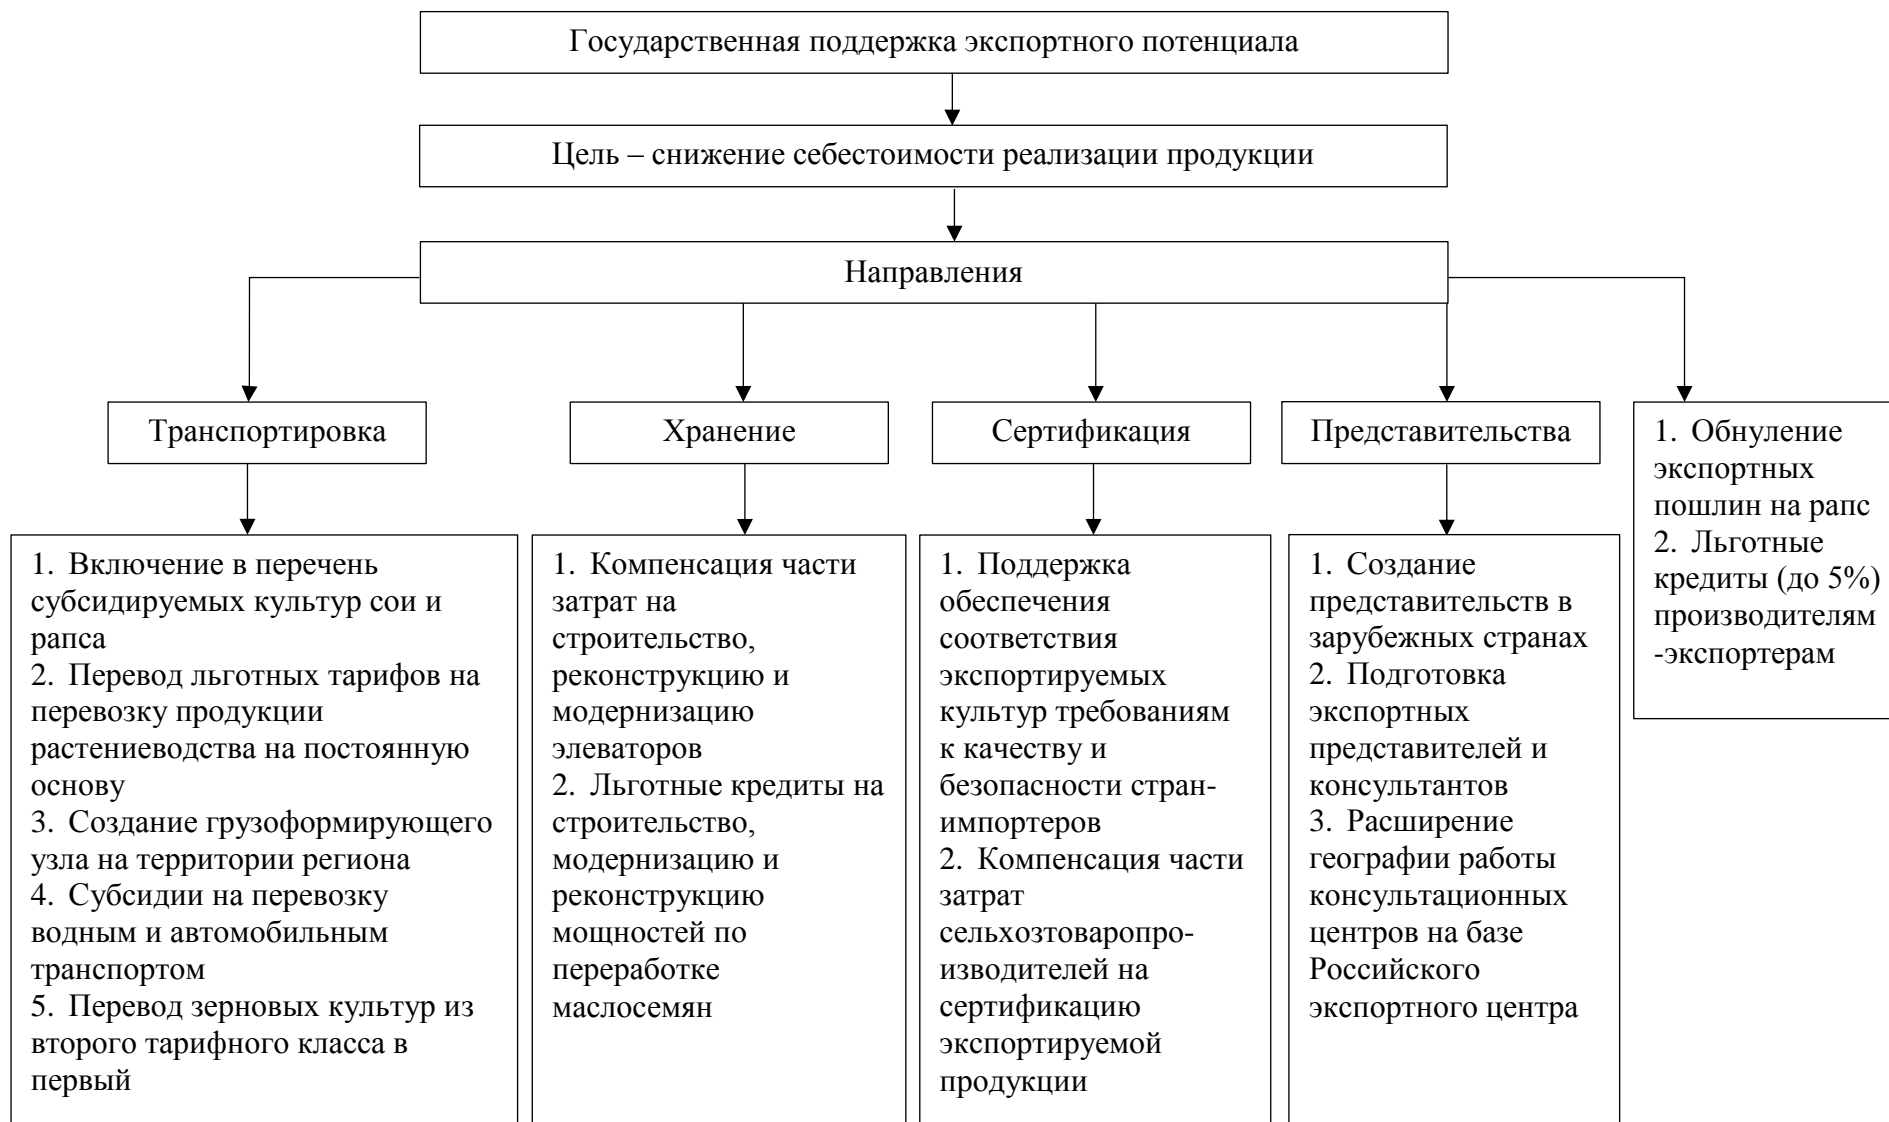 Государственная поддержка экспортного потенциала
Цель – снижение себестоимости реализации продукции
Направления
Транспортировка
Хранение
Сертификация
Представительства
1. Обнуление
экспортных
пошлин на рапс
2. Льготные
кредиты (до 5%)
производителям
-экспортерам
1. Включение в перечень
субсидируемых культур сои и
рапса
2. Перевод льготных тарифов на
перевозку продукции
растениеводства на постоянную
основу
3. Создание грузоформирующего
узла на территории региона
4. Субсидии на перевозку
водным и автомобильным
транспортом
5. Перевод зерновых культур из
второго тарифного класса в
первый
1. Компенсация части
затрат на
строительство,
реконструкцию и
модернизацию
элеваторов
2. Льготные кредиты на
строительство,
модернизацию и
реконструкцию
мощностей по
переработке
маслосемян
1. Поддержка
обеспечения
соответствия
экспортируемых
культур требованиям
к качеству и
безопасности стран-
импортеров
2. Компенсация части
затрат
сельхозтоваропро-
изводителей на
сертификацию
экспортируемой
продукции
1. Создание
представительств в
зарубежных странах
2. Подготовка
экспортных
представителей и
консультантов
3. Расширение
географии работы
консультационных
центров на базе
Российского
экспортного центра